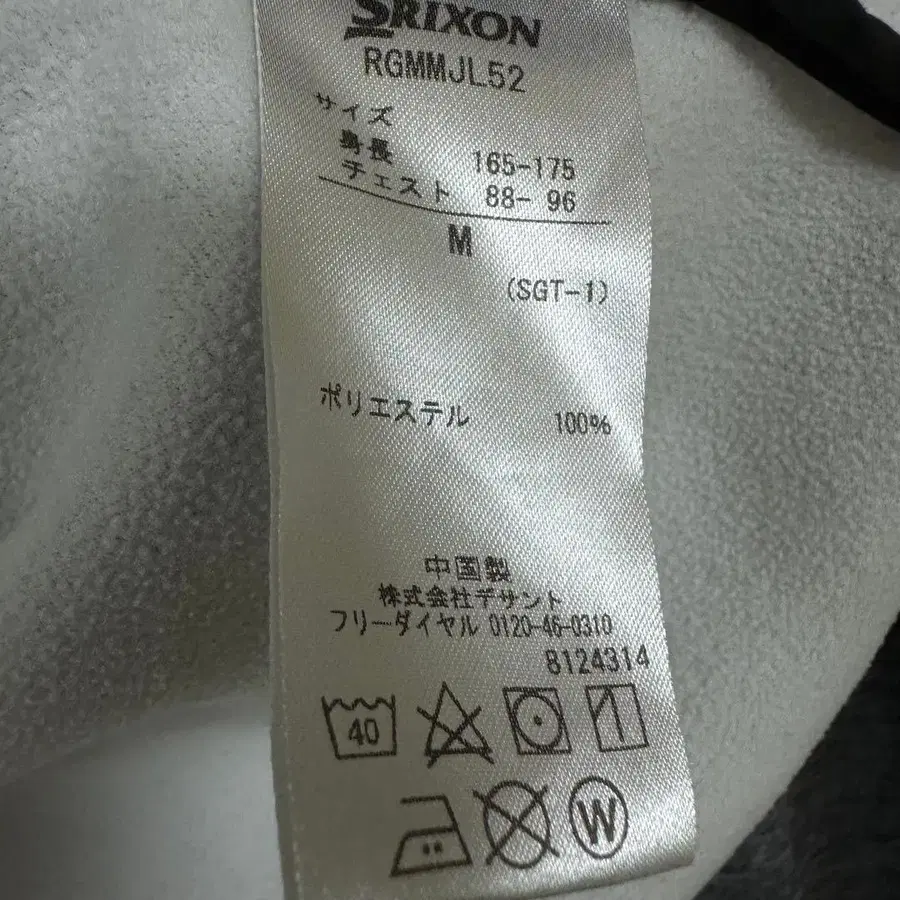 SRIXON
RGMMJL52
サイズ
身長 165-175
チェスト 88- 96
M
(SGT-1)
ポリエステル 100%
中国製
株式会社デサント
フリーダイヤル 0120-46-0310
8124314
40
W